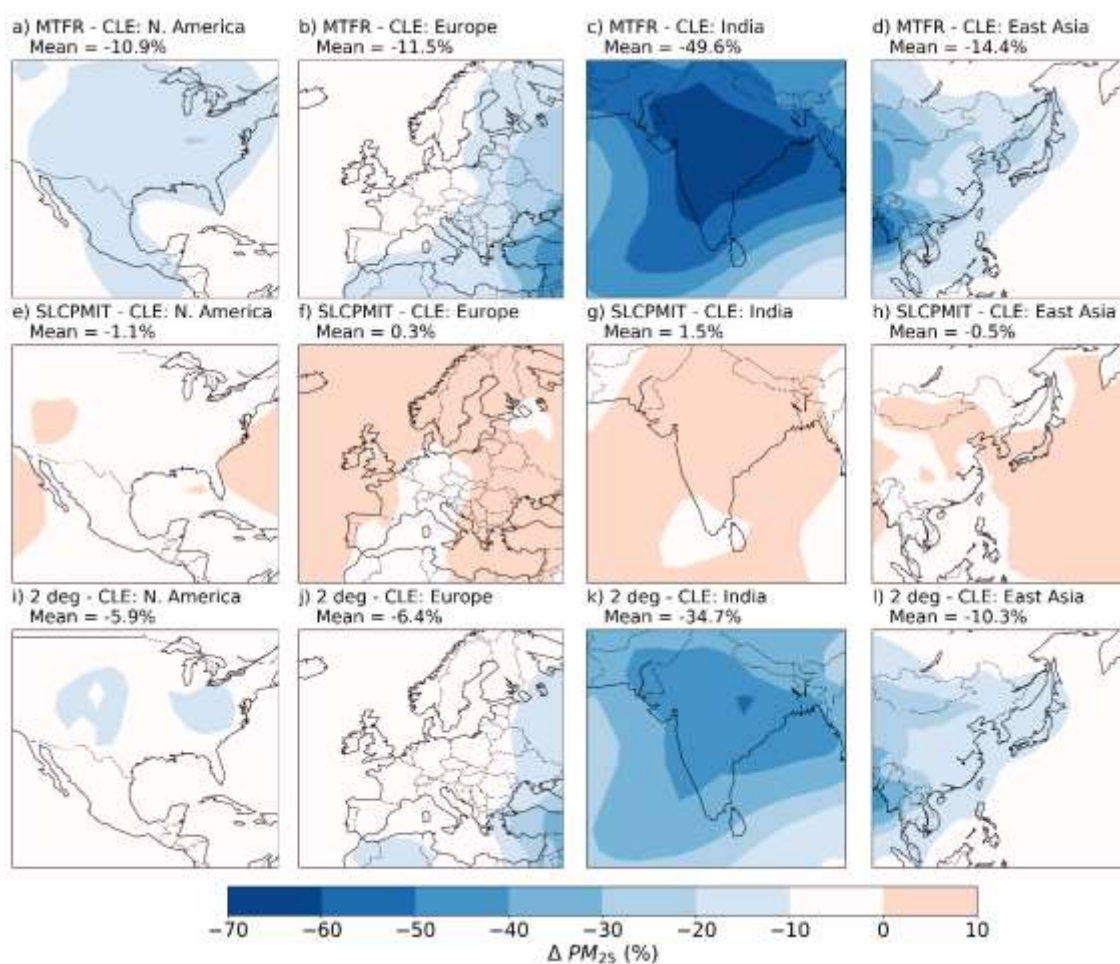 a) MTFR - CLE: N. America
Mean = -10.9%
b) MTFR - CLE: Europe
Mean = -11.5%
c) MTFR - CLE: India
Mean = -49.6%
d) MTFR - CLE: East Asia
Mean = -14.4%
e) SLCPMIT - CLE: N. America
Mean = -1.1%
f) SLCPMIT - CLE: Europe
Mean = 0.3%
g) SLCPMIT - CLE: India
Mean = 1.5%
h) SLCPMIT - CLE: East Asia
Mean = -0.5%
i) 2 deg - CLE: N. America
Mean = -5.9%
j) 2 deg - CLE: Europe
Mean = -6.4%
k) 2 deg - CLE: India
Mean = -34.7%
l) 2 deg - CLE: East Asia
Mean = -10.3%
−70 −60 −50 −40 −30 −20 −10 0 10
Δ PM25 (%)